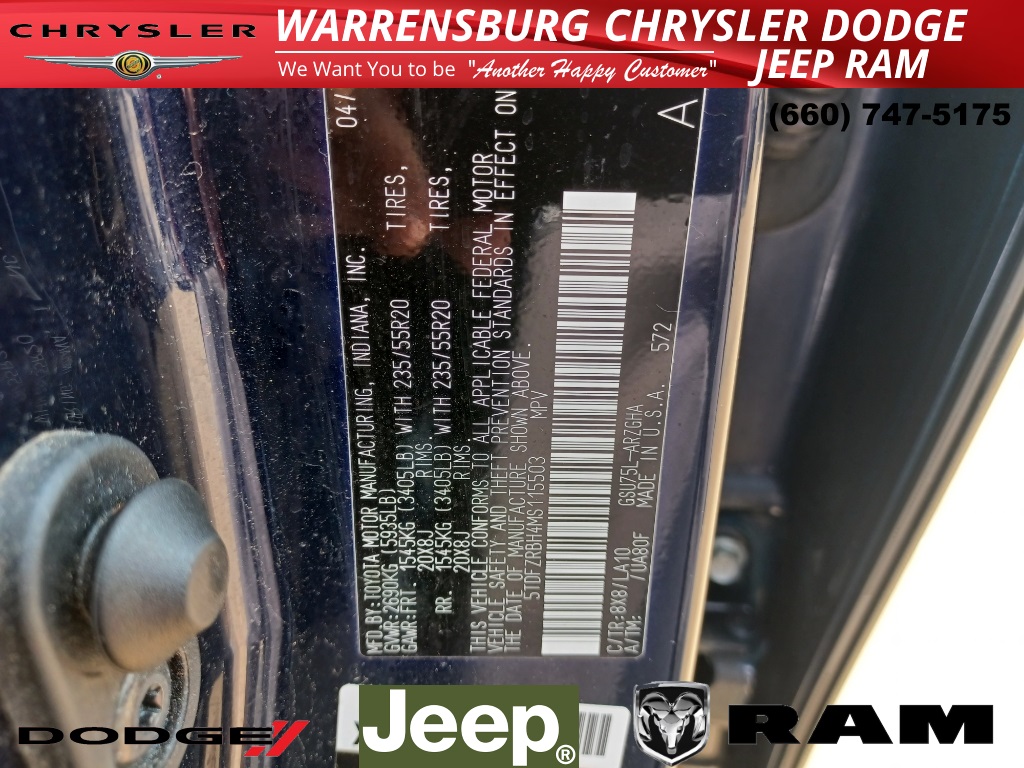 CHRYSLER
WARRENSBURG CHRYSLER DODGE
JEEP RAM
We Want You to be "Another Happy Customer"
(660) 747-5175
04/
MFD.BY:TOYOTA MOTOR MANUFACTURING, INDIANA, INC.
GVWR:2690KG (5935LB)
GAWR:FRT. 1545KG (3405LB) WITH 235/55R20 TIRES,
20X8J RIMS.
RR. 1545KG (3405LB) WITH 235/55R20 TIRES,
20X8J RIMS.
THIS VEHICLE CONFORMS TO ALL APPLICABLE FEDERAL MOTOR
VEHICLE SAFETY AND THEFT PREVENTION STANDARDS IN EFFECT ON
THE DATE OF MANUFACTURE SHOWN ABOVE.
5TDFZRBH4MS115503 MPV
A
C/TR:8X8/LA10 GSU75L-ARZGHA
A/TM: /UA80F MADE IN U.S.A. 572
DODGE
Jeep®
RAM